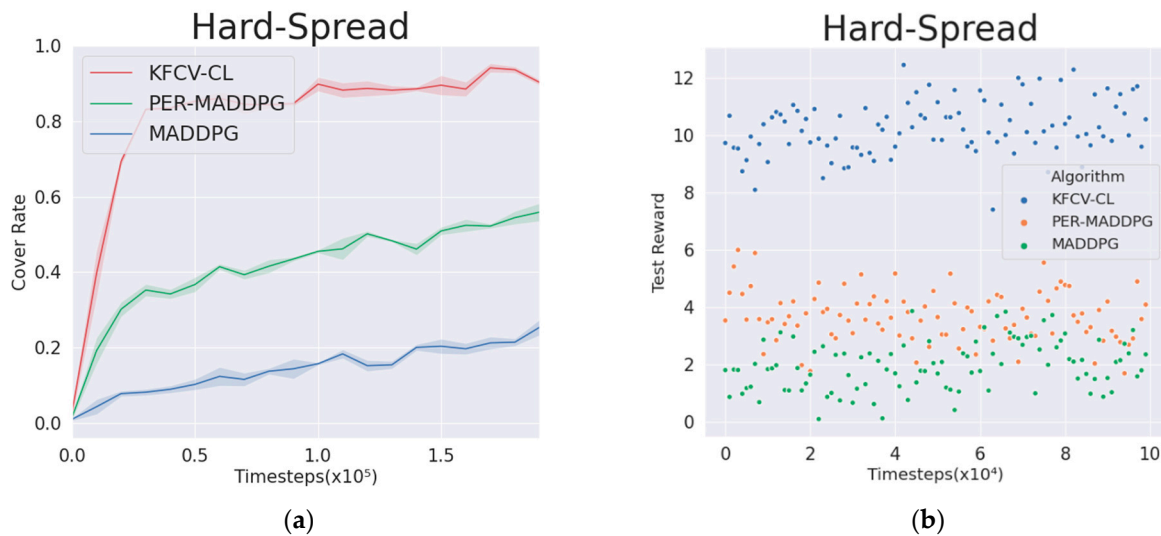 Hard-Spread
1.0
0.8
0.6
0.4
0.2
0.0
Cover Rate
KFCV-CL
PER-MADDPG
MADDPG
0.0
0.5
1.0
1.5
Timesteps(x10⁵)
(a)
Hard-Spread
12
10
8
6
4
2
0
Test Reward
Algorithm
KFCV-CL
PER-MADDPG
MADDPG
0
2
4
6
8
10
Timesteps(x10⁴)
(b)